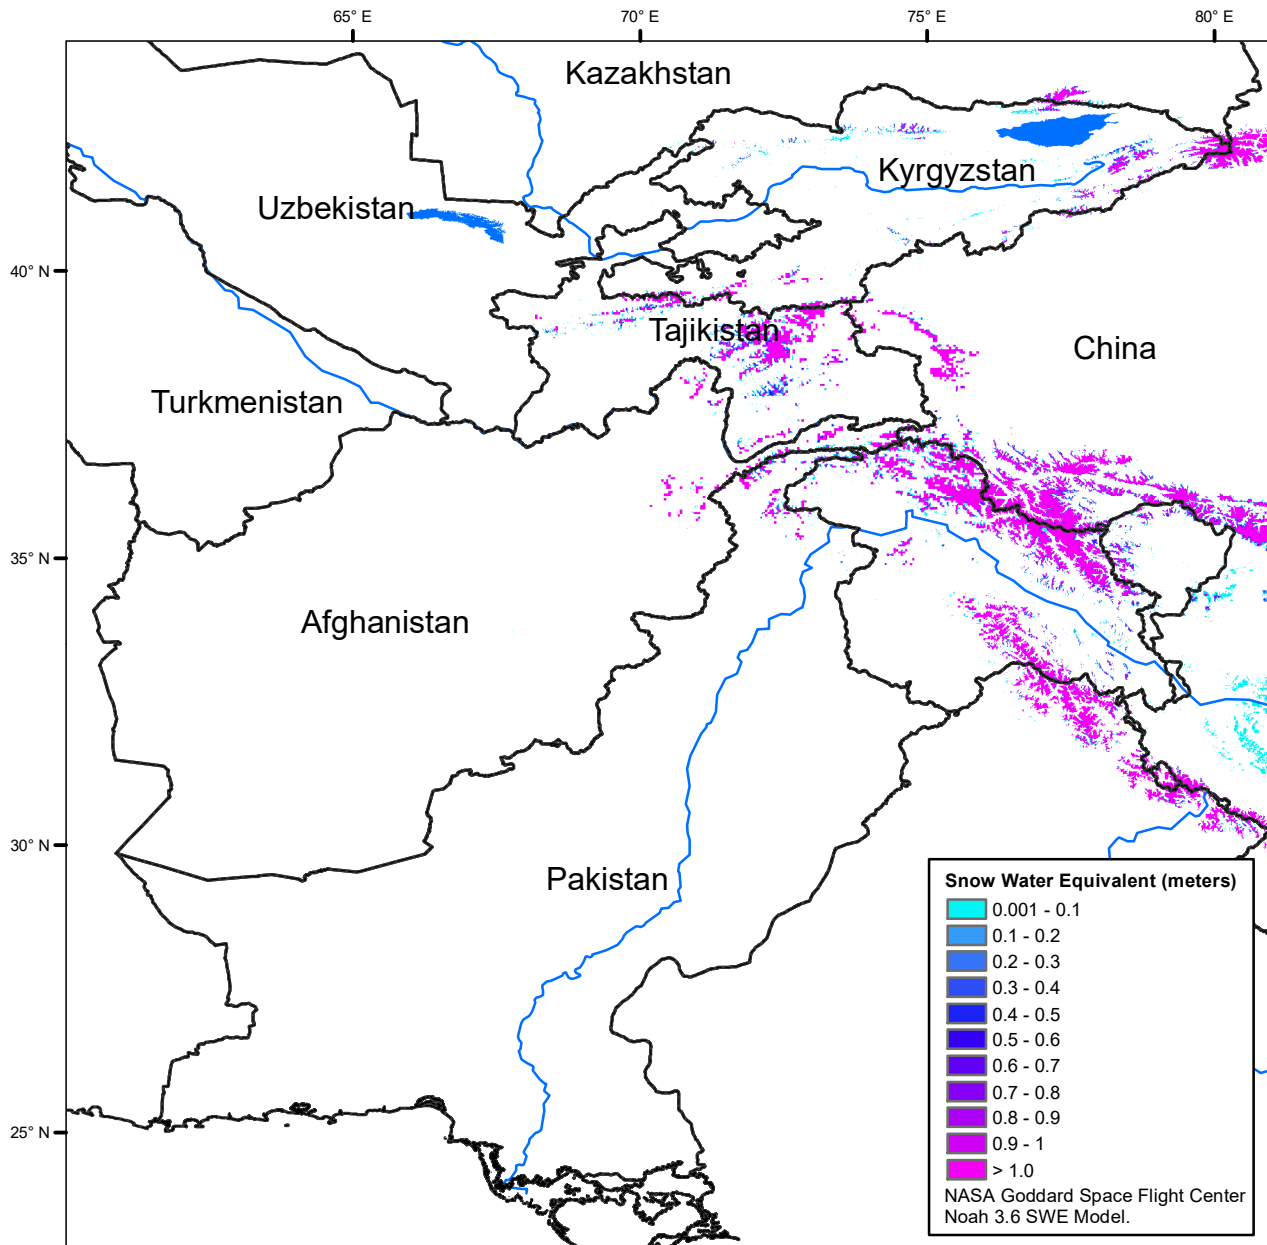 65° E
70° E
75° E
80° E
Kazakhstan
Kyrgyzstan
Uzbekistan
40° N
Tajikistan
China
Turkmenistan
35° N
Afghanistan
30° N
Pakistan
25° N
Snow Water Equivalent (meters)
0.001 - 0.1
0.1 - 0.2
0.2 - 0.3
0.3 - 0.4
0.4 - 0.5
0.5 - 0.6
0.6 - 0.7
0.7 - 0.8
0.8 - 0.9
0.9 - 1
> 1.0
NASA Goddard Space Flight Center
Noah 3.6 SWE Model.